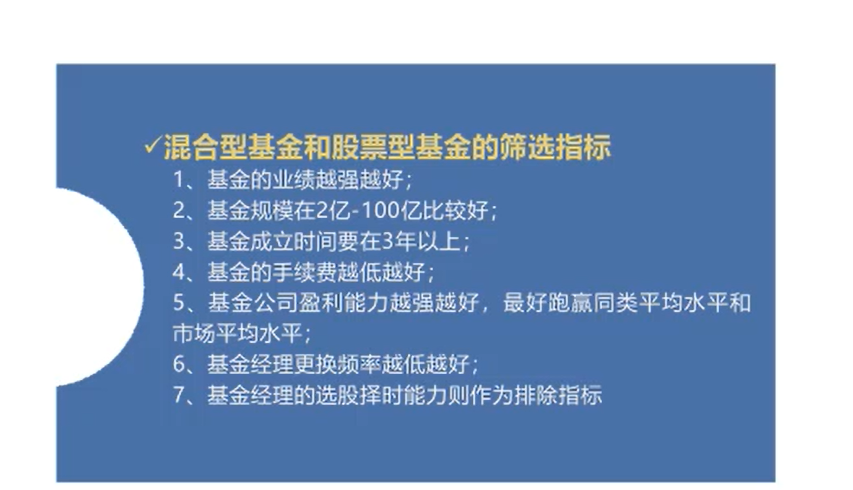 ✓混合型基金和股票型基金的筛选指标
1、基金的业绩越强越好；
2、基金规模在2亿-100亿比较好；
3、基金成立时间要在3年以上；
4、基金的手续费越低越好；
5、基金公司盈利能力越强越好，最好跑赢同类平均水平和
市场平均水平；
6、基金经理更换频率越低越好；
7、基金经理的选股择时能力则作为排除指标